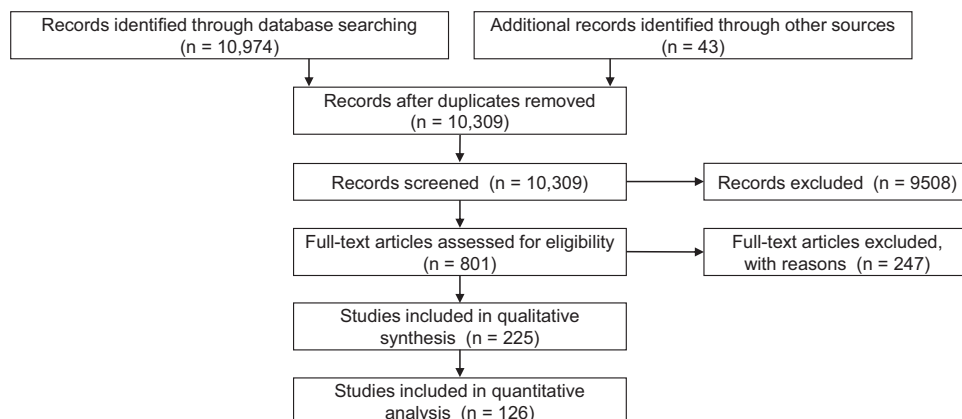 Records identified through database searching
(n = 10,974)
Additional records identified through other sources
(n = 43)
Records after duplicates removed
(n = 10,309)
Records screened (n = 10,309)
Records excluded (n = 9508)
Full-text articles assessed for eligibility
(n = 801)
Full-text articles excluded,
with reasons (n = 247)
Studies included in qualitative
synthesis (n = 225)
Studies included in quantitative
analysis (n = 126)